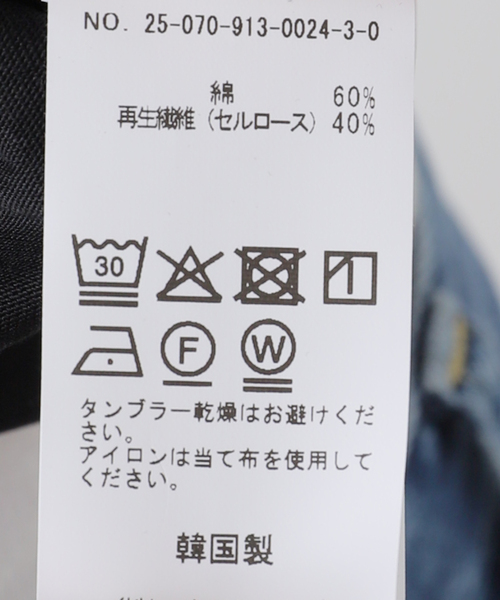 NO. 25-070-913-0024-3-0
綿 60%
再生繊維（セルロース） 40%
30
F W
タンブラー乾燥はお避けくだ
さい。
アイロンは当て布を使用して
ください。
韓国製